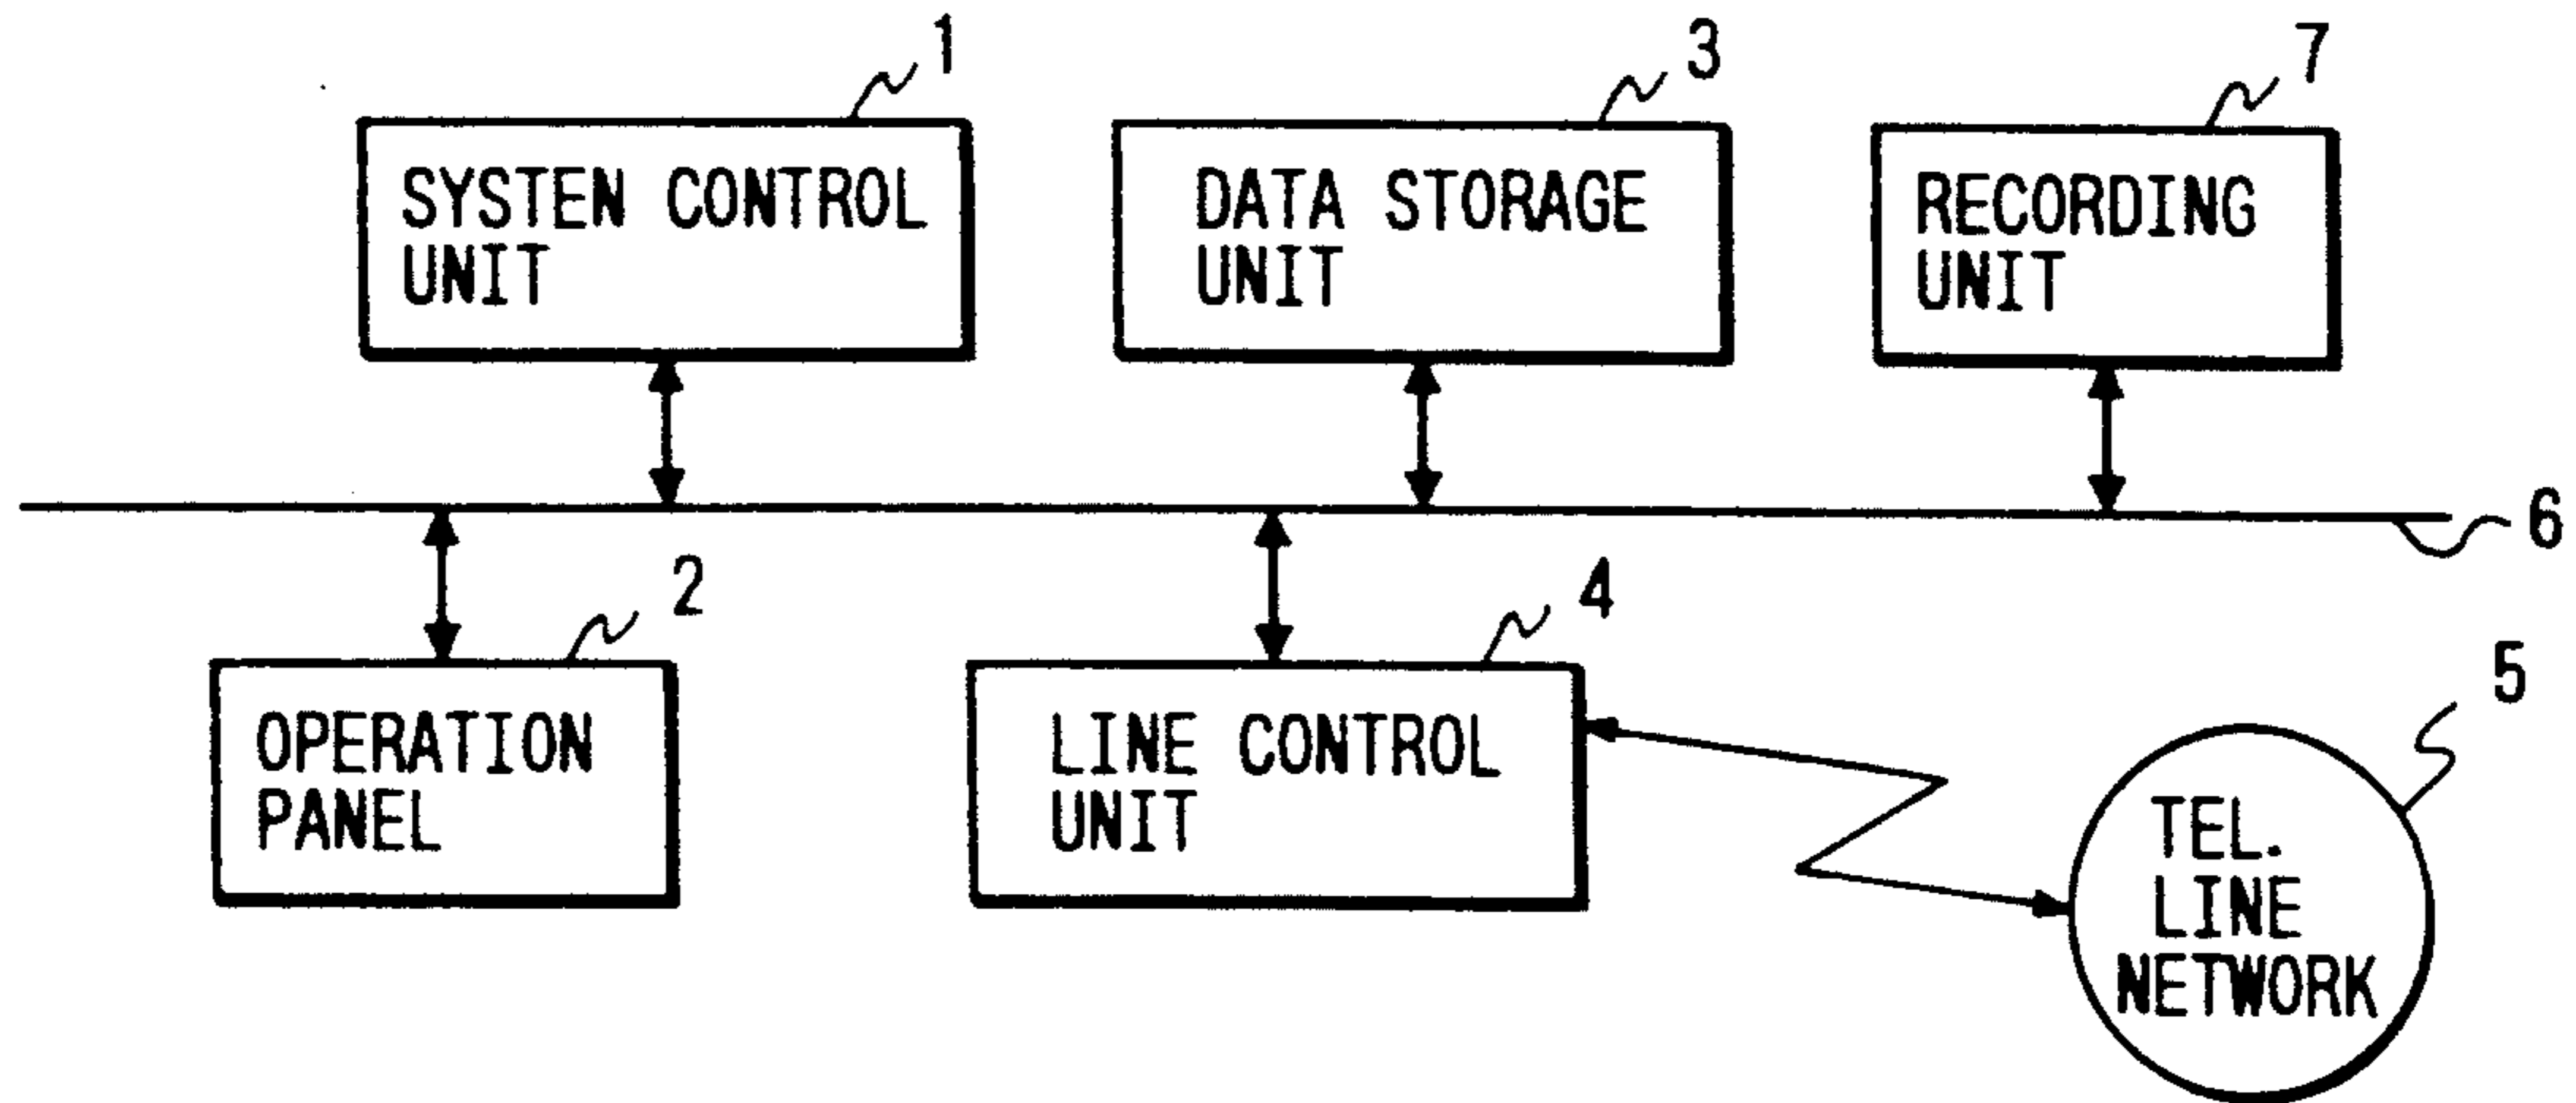 1
SYSTEN CONTROL
UNIT
3
DATA STORAGE
UNIT
7
RECORDING
UNIT
6
2
OPERATION
PANEL
4
LINE CONTROL
UNIT
5
TEL.
LINE
NETWORK